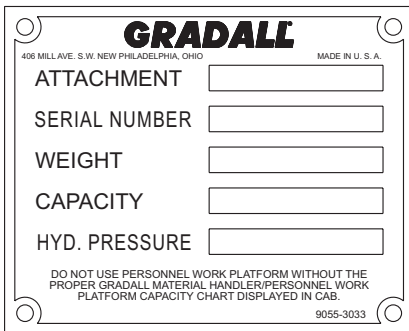 GRADALL
406 MILL AVE. S.W. NEW PHILADELPHIA, OHIO MADE IN U. S. A.
ATTACHMENT
SERIAL NUMBER
WEIGHT
CAPACITY
HYD. PRESSURE
DO NOT USE PERSONNEL WORK PLATFORM WITHOUT THE
PROPER GRADALL MATERIAL HANDLER/PERSONNEL WORK
PLATFORM CAPACITY CHART DISPLAYED IN CAB.
9055-3033